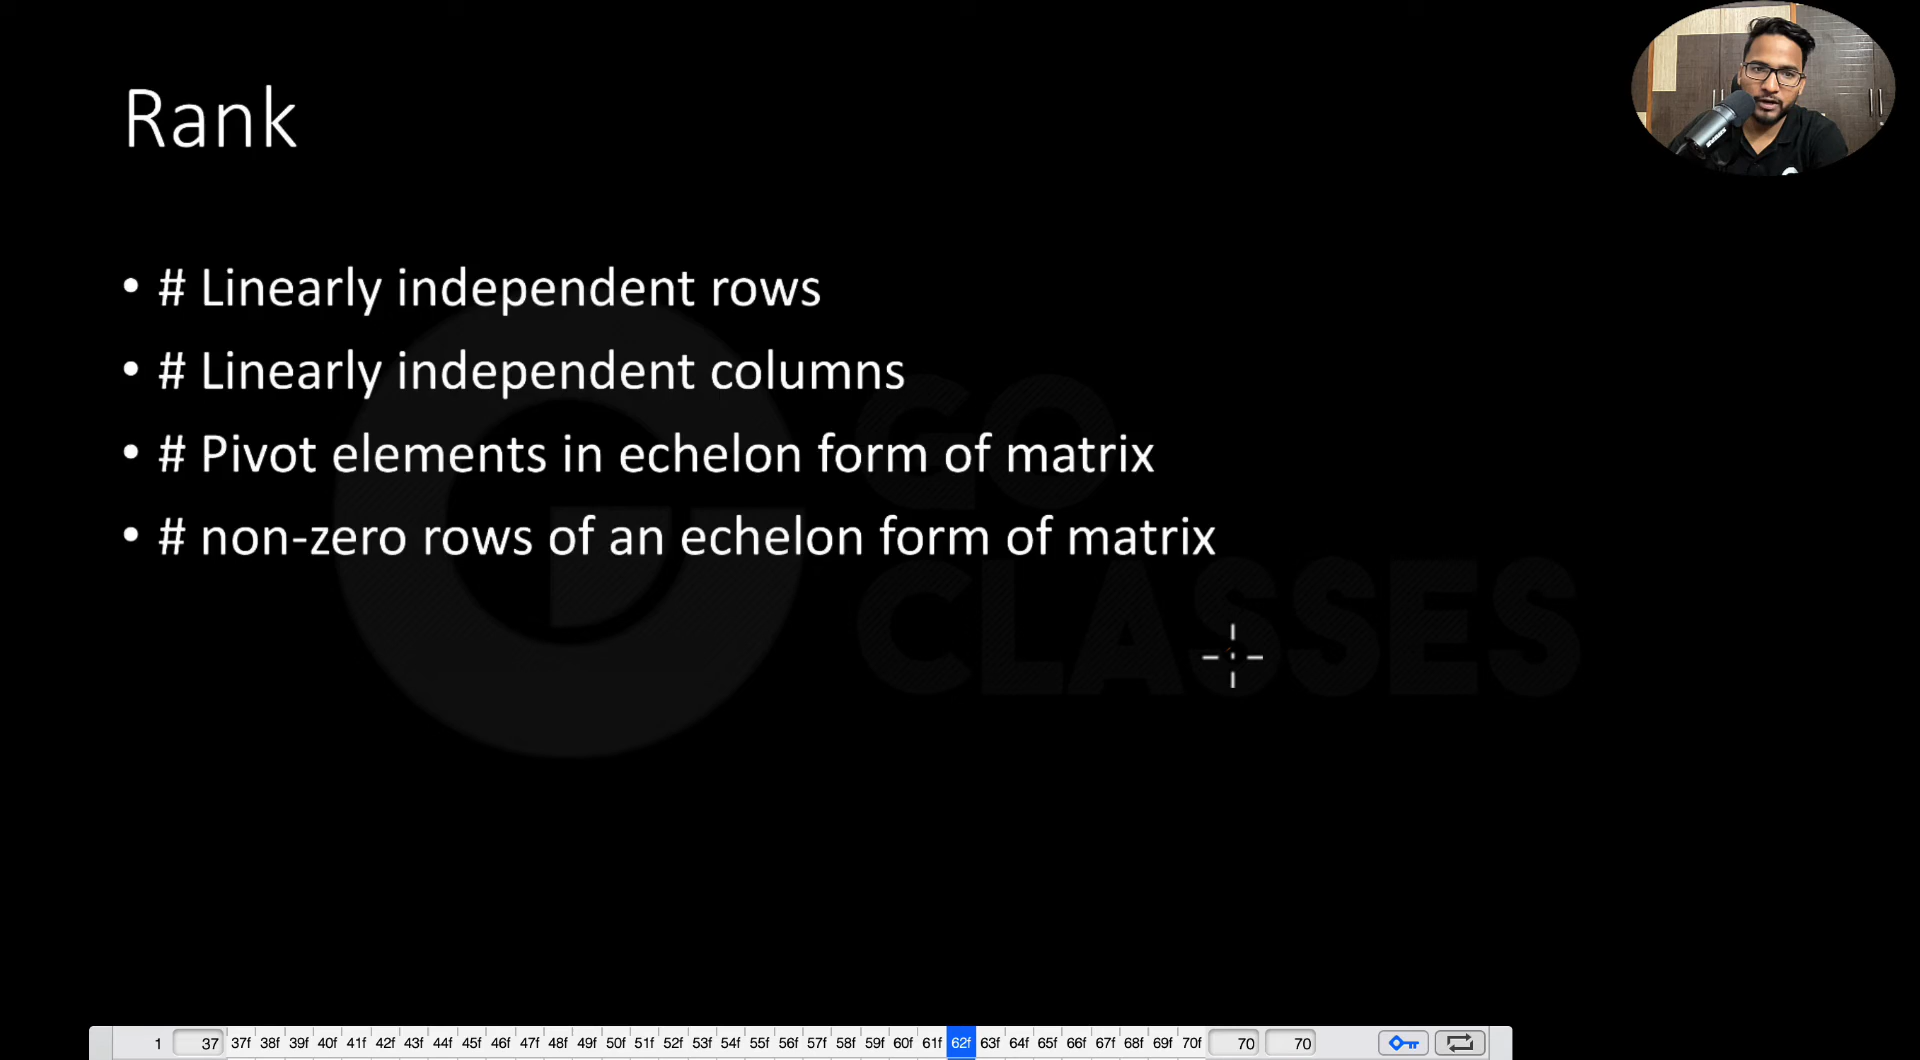 Rank
• # Linearly independent rows
• # Linearly independent columns
• # Pivot elements in echelon form of matrix
• # non-zero rows of an echelon form of matrix
GO
CLASSES
1 37 37f 38f 39f 40f 41f 42f 43f 44f 45f 46f 47f 48f 49f 50f 51f 52f 53f 54f 55f 56f 57f 58f 59f 60f 61f 62f 63f 64f 65f 66f 67f 68f 69f 70f 70 70